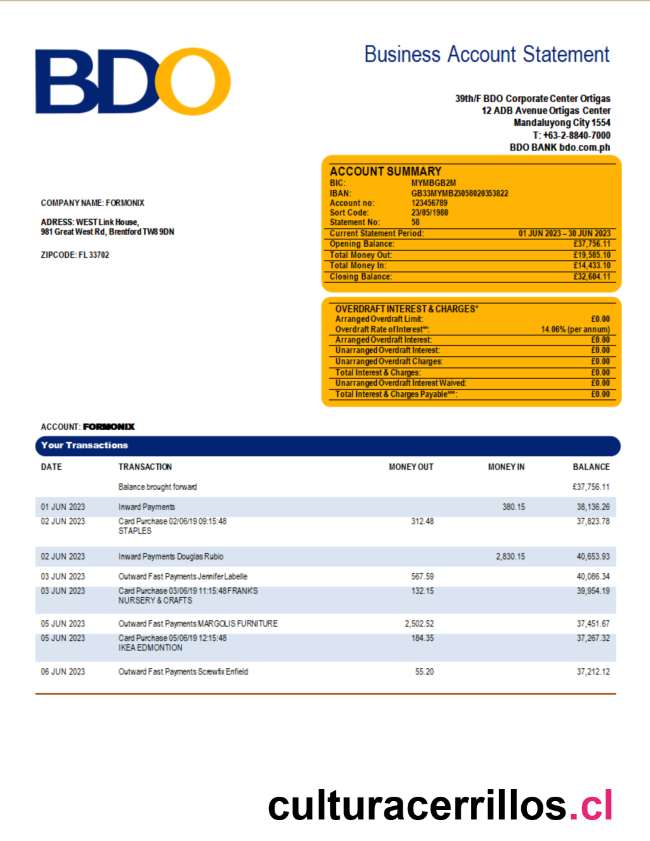 BDO
Business Account Statement
39th/F BDO Corporate Center Ortigas
12 ADB Avenue Ortigas Center
Mandaluyong City 1554
T: +63-2-8840-7000
BDO BANK bdo.com.ph
ACCOUNT SUMMARY
BIC: MYMBGB2M
IBAN: GB33MYMB23058020353822
Account no: 123456789
Sort Code: 23/05/1980
Statement No: 58
Current Statement Period: 01 JUN 2023 – 30 JUN 2023
Opening Balance: £37,756.11
Total Money Out: £19,585.10
Total Money In: £14,433.10
Closing Balance: £32,604.11
COMPANY NAME: FORMONIX
ADRESS: WEST Link House,
981 Great West Rd, Brentford TW8 9DN
ZIPCODE: FL 33702
OVERDRAFT INTEREST & CHARGES*
Arranged Overdraft Limit: £0.00
Overdraft Rate of Interest**: 14.06% (per annum)
Arranged Overdraft Interest: £0.00
Unarranged Overdraft Interest: £0.00
Unarranged Overdraft Charges: £0.00
Total Interest & Charges: £0.00
Unarranged Overdraft Interest Waived: £0.00
Total Interest & Charges Payable***: £0.00
ACCOUNT: FORMONIX
Your Transactions
DATE TRANSACTION MONEY OUT MONEY IN BALANCE
Balance brought forward £37,756.11
01 JUN 2023 Inward Payments 380.15 38,136.26
02 JUN 2023 Card Purchase 02/06/19 09:15:48 312.48 37,823.78
STAPLES
02 JUN 2023 Inward Payments Douglas Rubio 2,830.15 40,653.93
03 JUN 2023 Outward Fast Payments Jennifer Labelle 567.59 40,086.34
03 JUN 2023 Card Purchase 03/06/19 11:15:48 FRANKS 132.15 39,954.19
NURSERY & CRAFTS
05 JUN 2023 Outward Fast Payments MARGOLIS FURNITURE 2,502.52 37,451.67
05 JUN 2023 Card Purchase 05/06/19 12:15:48 184.35 37,267.32
IKEA EDMONTION
06 JUN 2023 Outward Fast Payments Screwfix Enfield 55.20 37,212.12
culturacerrillos.cl